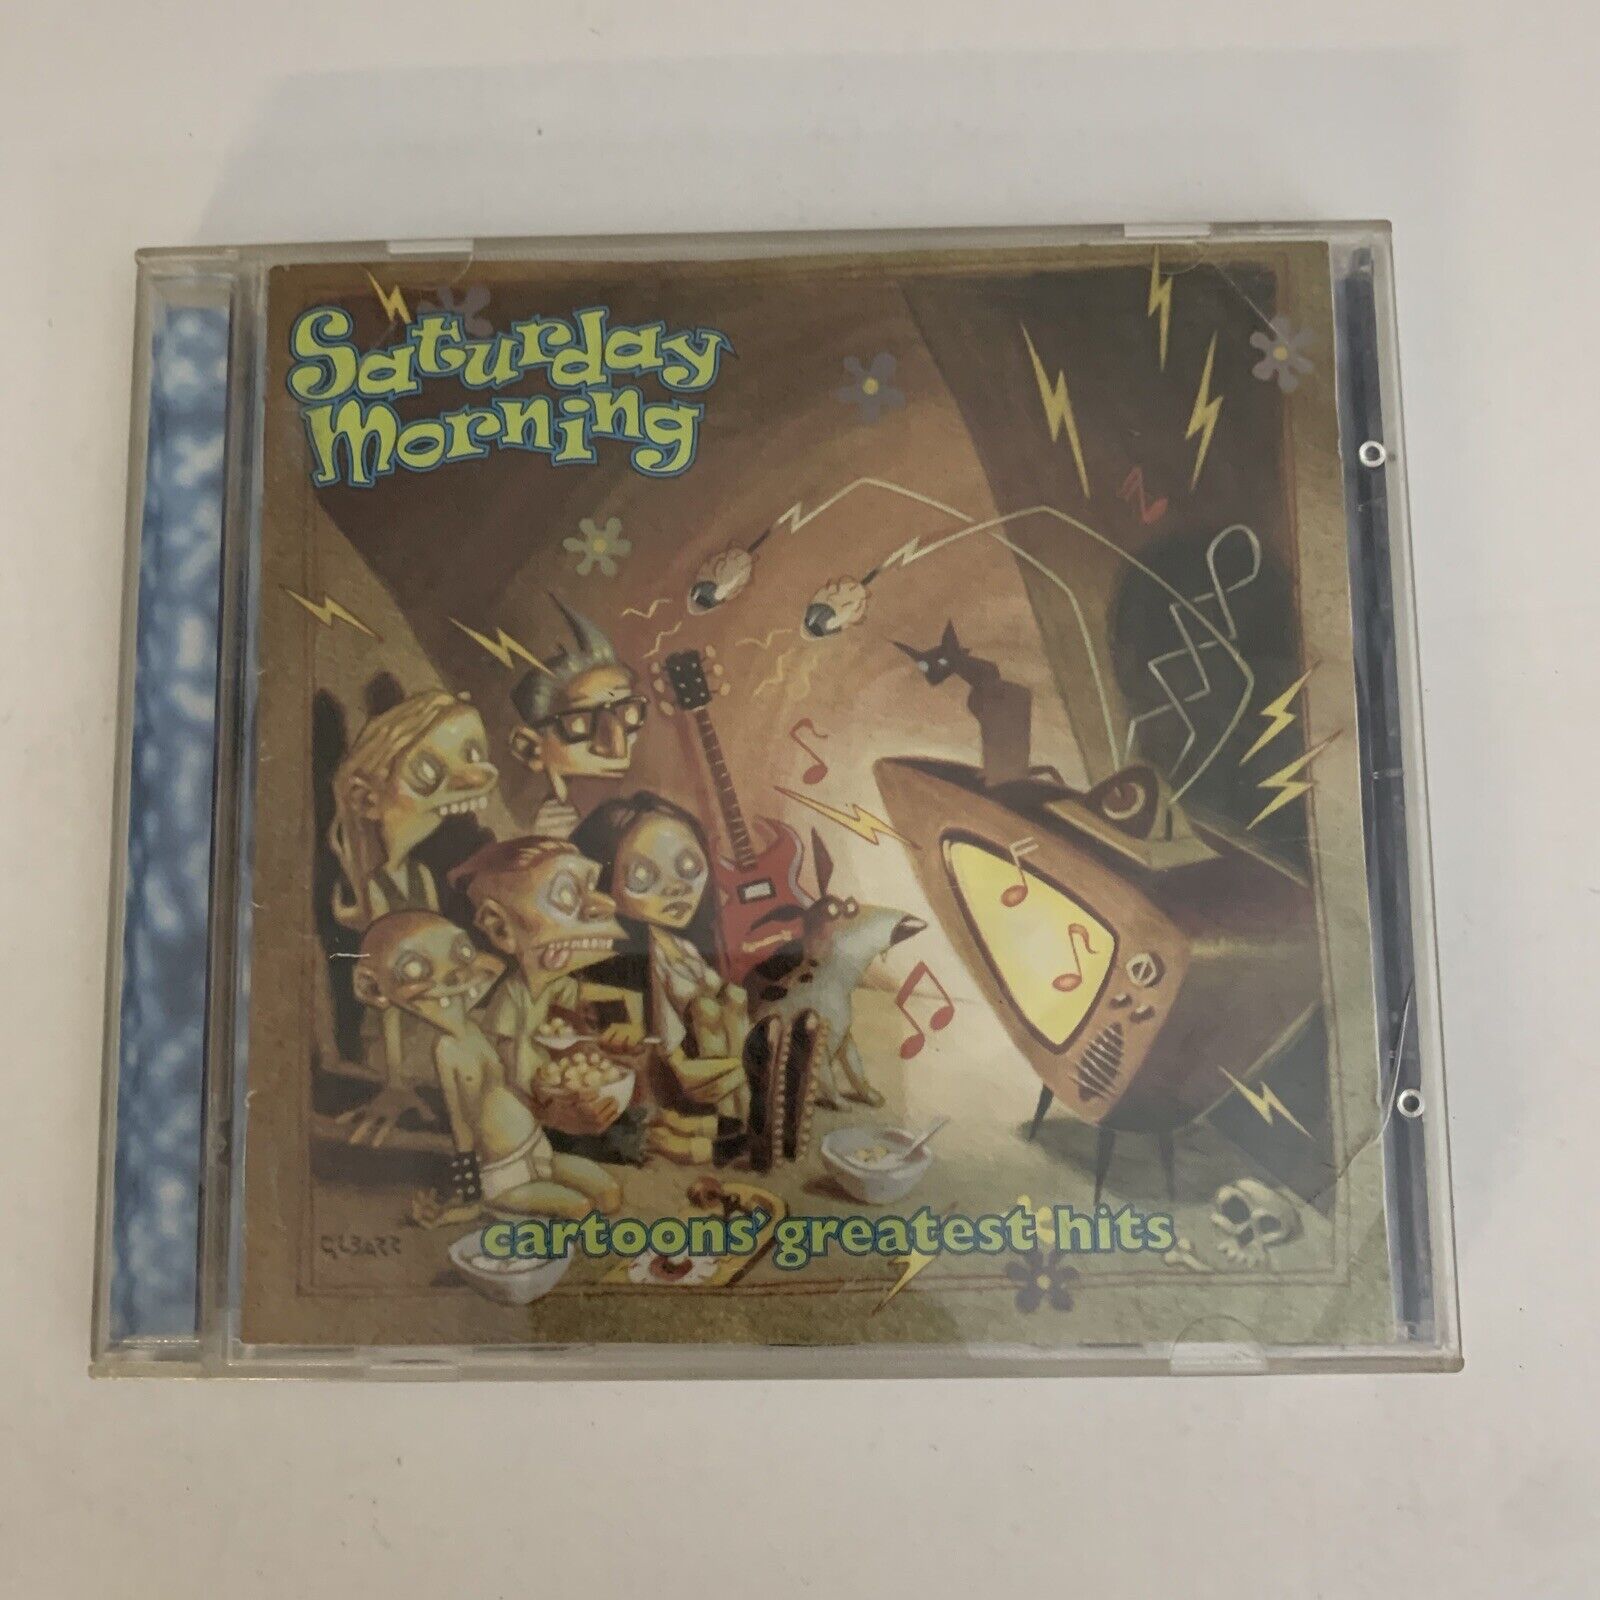 Saturday
Morning
cartoons' greatest hits